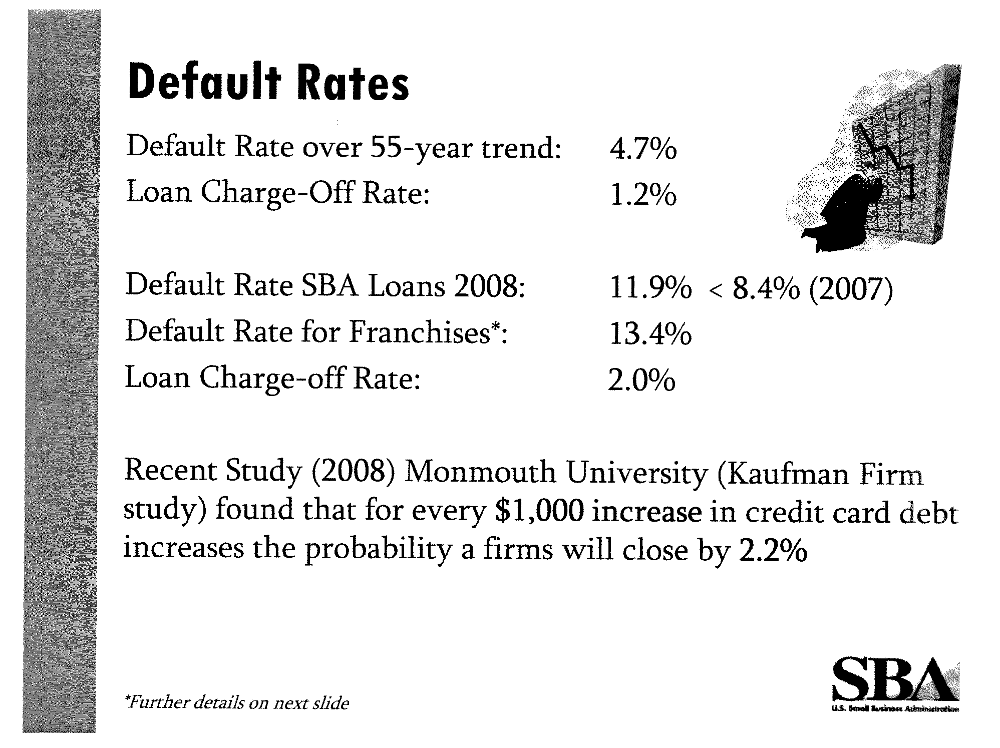 Default Rates
Default Rate over 55-year trend: 4.7%
Loan Charge-Off Rate: 1.2%
Default Rate SBA Loans 2008: 11.9% < 8.4% (2007)
Default Rate for Franchises*: 13.4%
Loan Charge-off Rate: 2.0%
Recent Study (2008) Monmouth University (Kaufman Firm
study) found that for every $1,000 increase in credit card debt
increases the probability a firms will close by 2.2%
*Further details on next slide
SBA
U.S. Small Business Administration